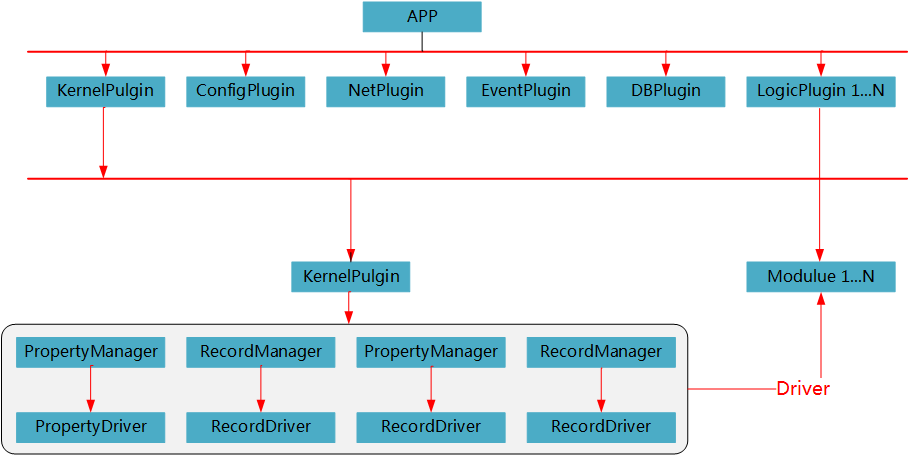 APP
KernelPulgin
ConfigPlugin
NetPlugin
EventPlugin
DBPlugin
LogicPlugin 1...N
KernelPulgin
Modulue 1...N
PropertyManager
RecordManager
PropertyManager
RecordManager
Driver
PropertyDriver
RecordDriver
RecordDriver
RecordDriver